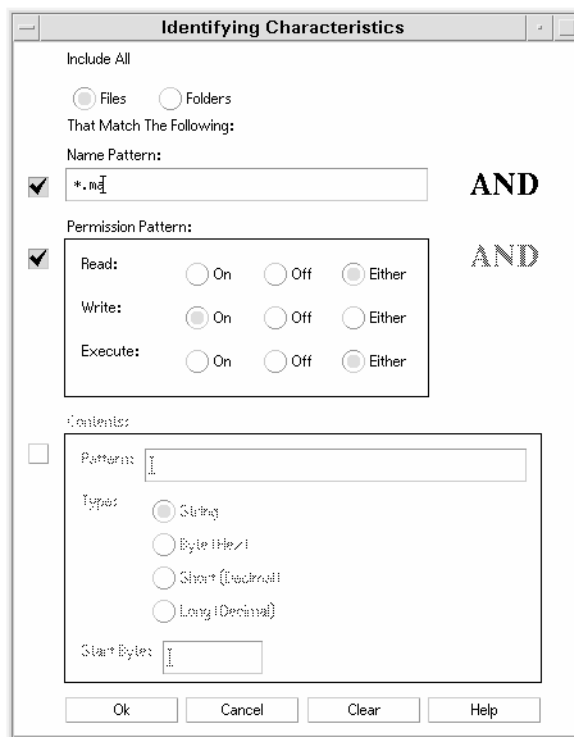 Identifying Characteristics
Include All
Files Folders
That Match The Following:
Name Pattern:
*.ma
AND
Permission Pattern:
AND
Read: On Off Either
Write: On Off Either
Execute: On Off Either
Contents:
Pattern:
Type:
String
Byte (Hex)
Short (Decimal)
Long (Decimal)
Start Byte:
Ok Cancel Clear Help